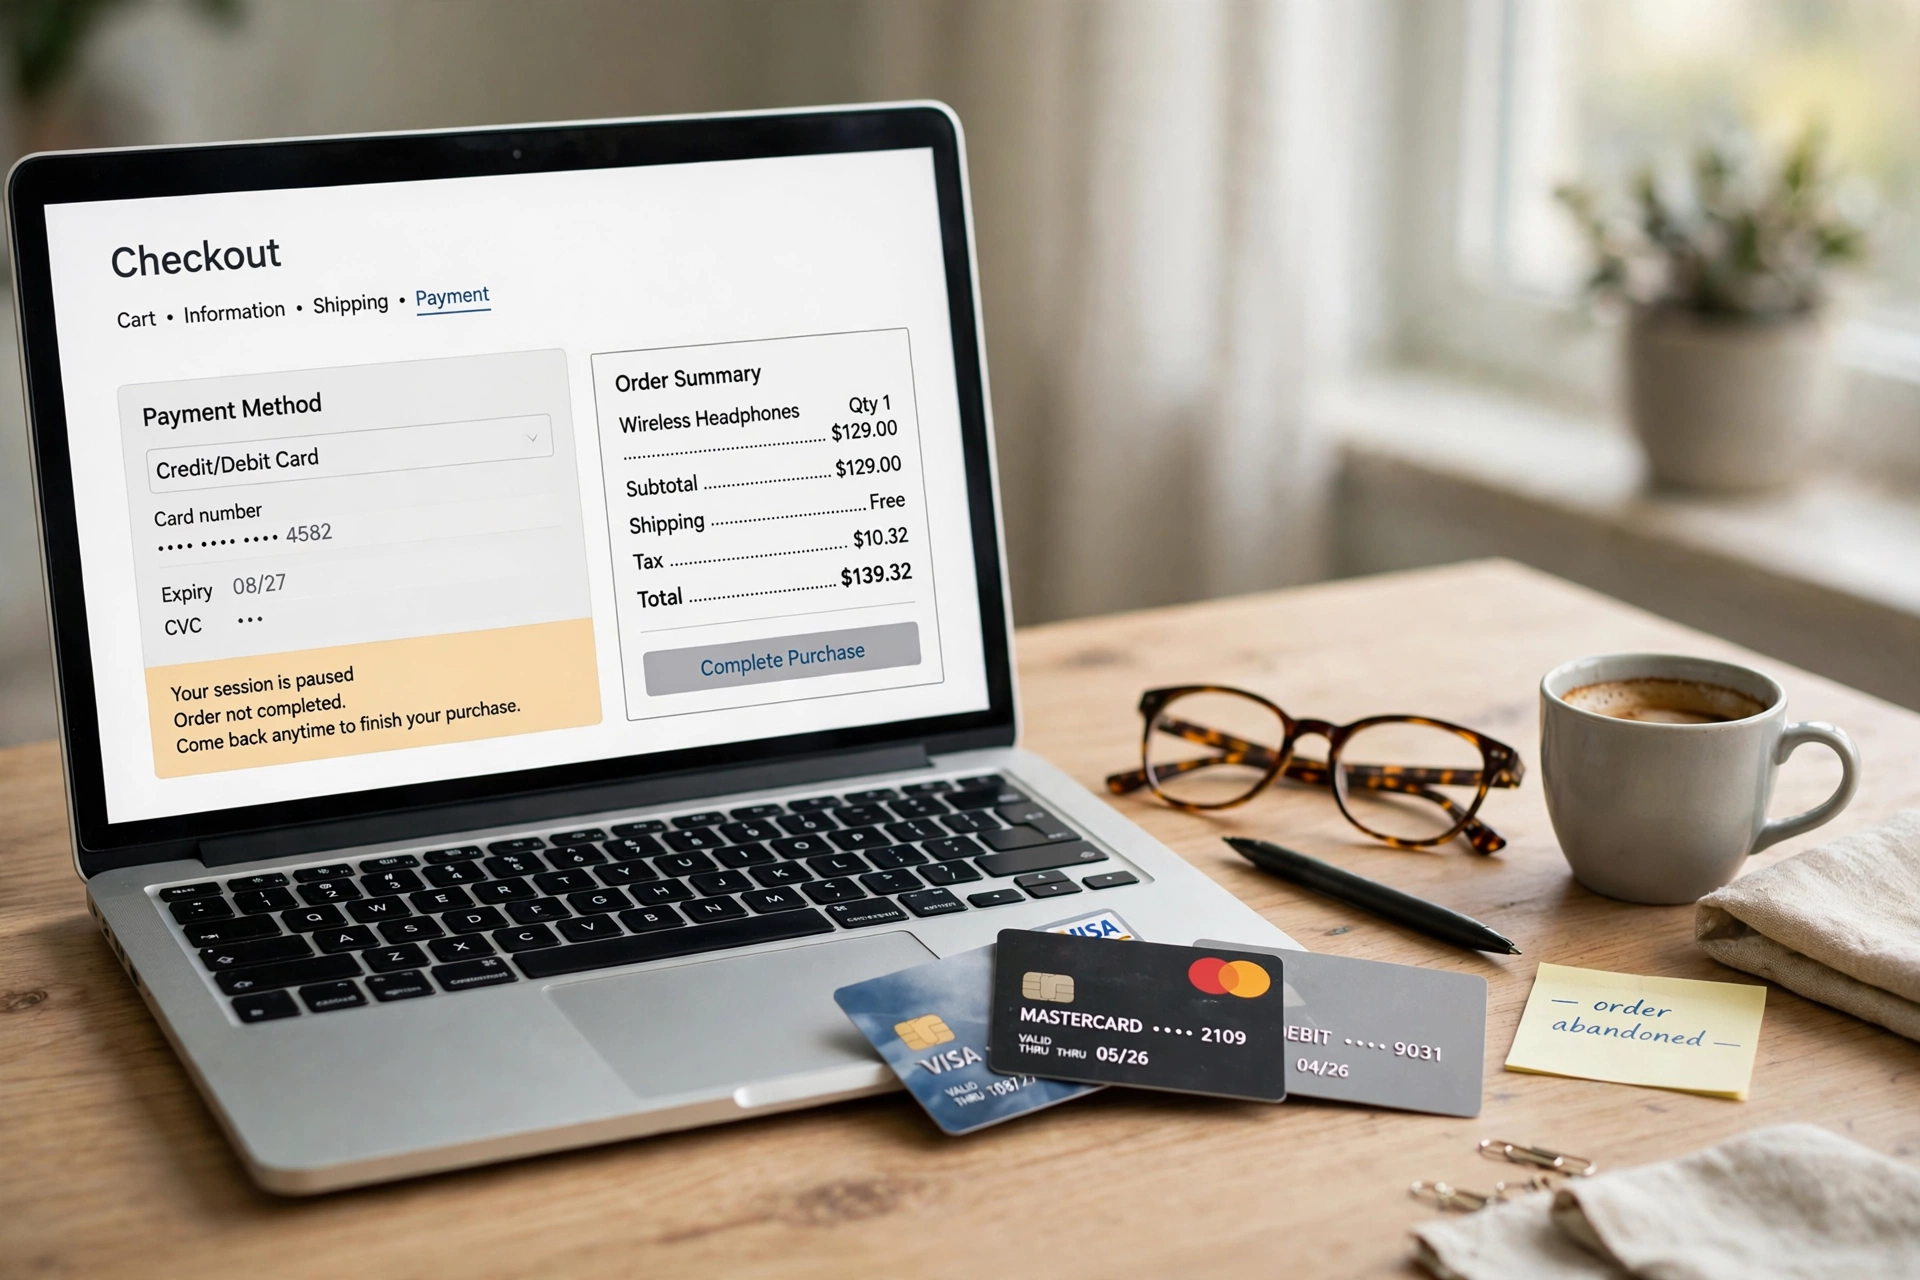 Checkout
Cart • Information • Shipping • Payment
Payment Method
Credit/Debit Card
Card number
•••• •••• •••• 4582
Expiry 08/27
CVC •••
Your session is paused
Order not completed.
Come back anytime to finish your purchase.
Order Summary
Wireless Headphones Qty 1
$129.00
Subtotal $129.00
Shipping Free
Tax $10.32
Total $139.32
Complete Purchase
VISA
VALID
THRU
MASTERCARD •••• 2109
VALID
THRU THRU 05/26
•••• 9031
04/26
— order
abandoned —